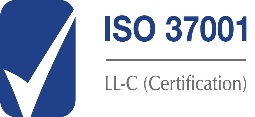 ISO 37001
LL-C (Certification)